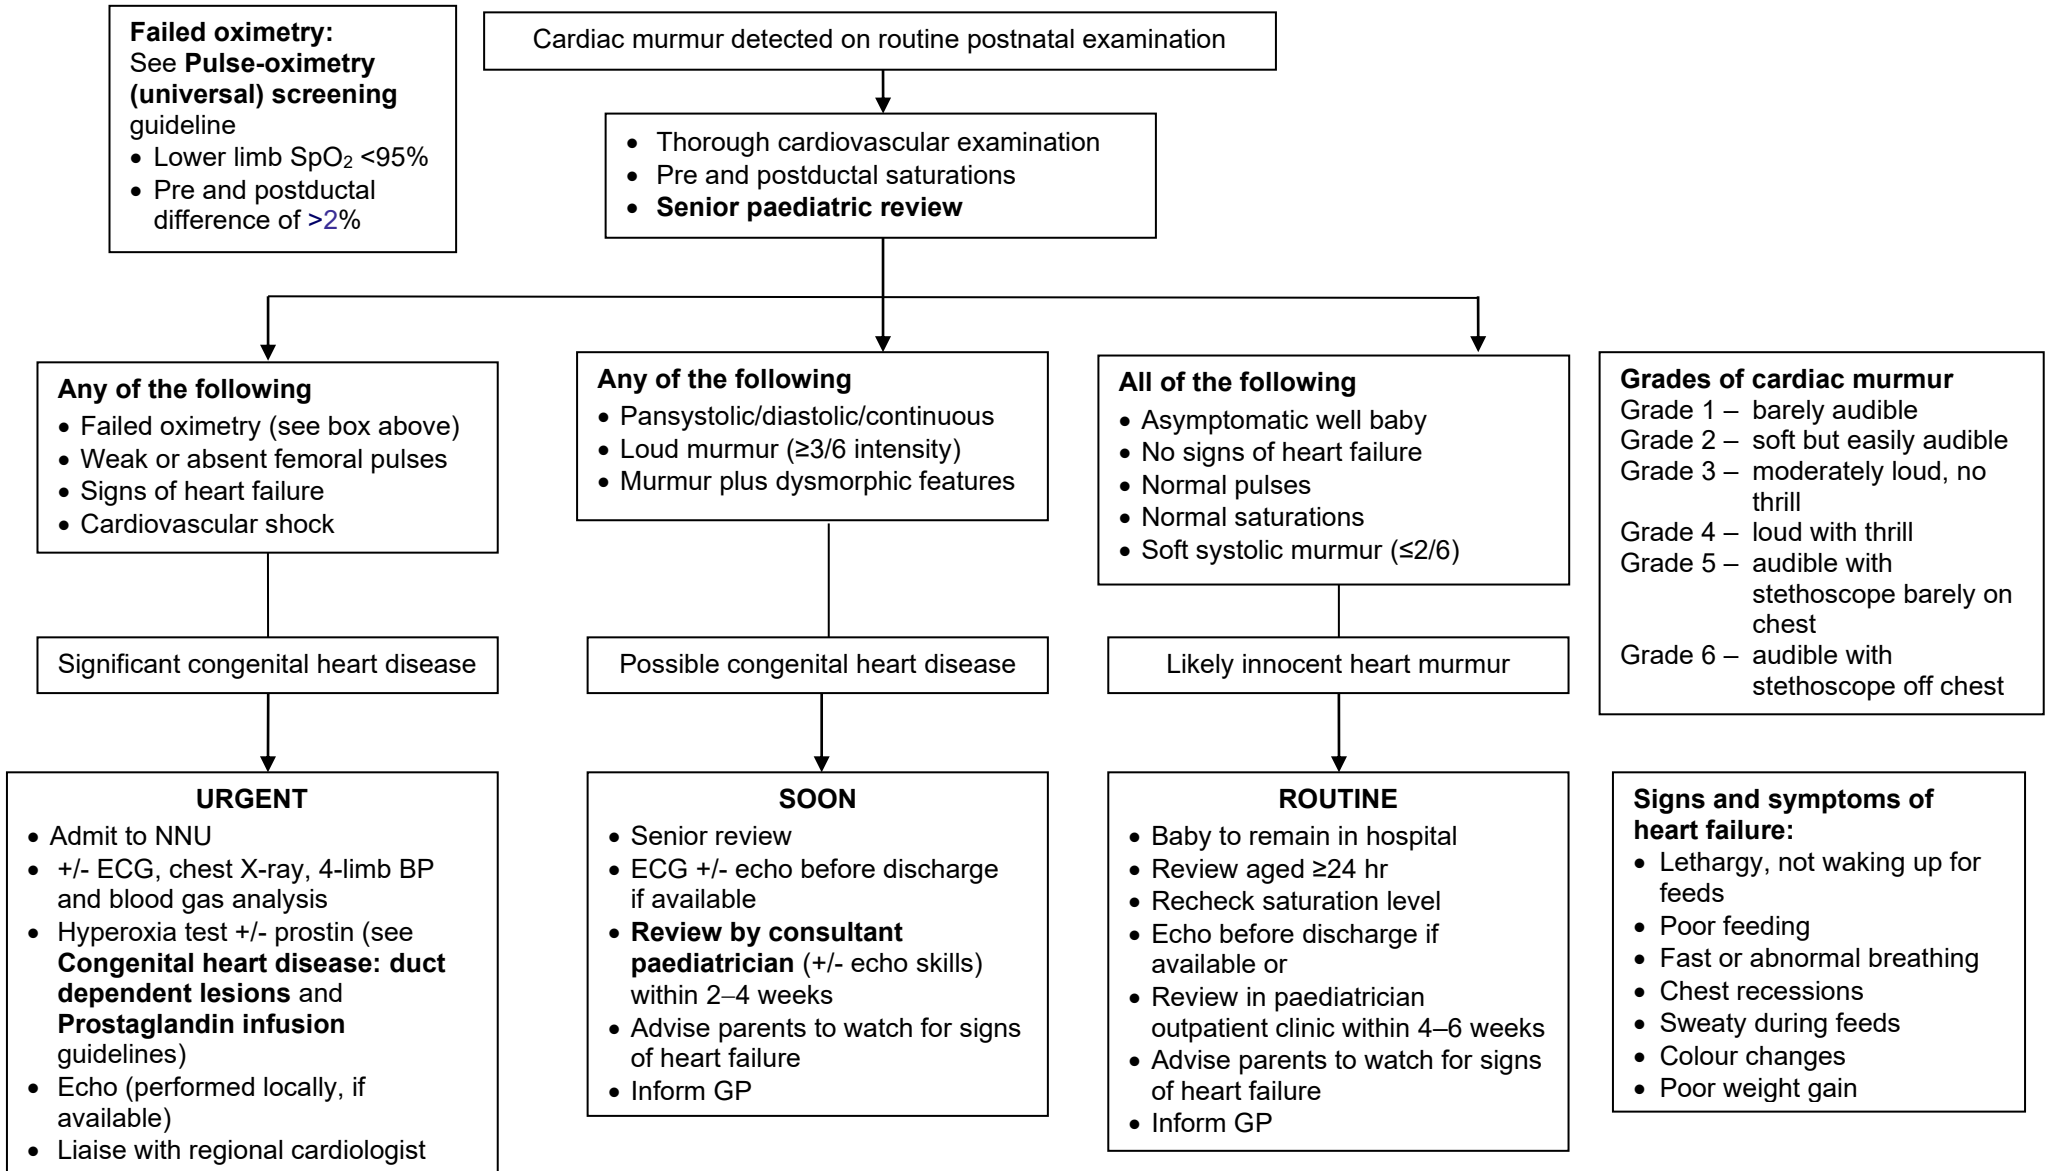 Failed oximetry:
See Pulse-oximetry
(universal) screening
guideline
• Lower limb SpO₂ <95%
• Pre and postductal
difference of >2%
Cardiac murmur detected on routine postnatal examination
• Thorough cardiovascular examination
• Pre and postductal saturations
• Senior paediatric review
Any of the following
• Failed oximetry (see box above)
• Weak or absent femoral pulses
• Signs of heart failure
• Cardiovascular shock
Any of the following
• Pansystolic/diastolic/continuous
• Loud murmur (≥3/6 intensity)
• Murmur plus dysmorphic features
All of the following
• Asymptomatic well baby
• No signs of heart failure
• Normal pulses
• Normal saturations
• Soft systolic murmur (≤2/6)
Grades of cardiac murmur
Grade 1 – barely audible
Grade 2 – soft but easily audible
Grade 3 – moderately loud, no
thrill
Grade 4 – loud with thrill
Grade 5 – audible with
stethoscope barely on
chest
Grade 6 – audible with
stethoscope off chest
Significant congenital heart disease
Possible congenital heart disease
Likely innocent heart murmur
URGENT
• Admit to NNU
• +/- ECG, chest X-ray, 4-limb BP
and blood gas analysis
• Hyperoxia test +/- prostin (see
Congenital heart disease: duct
dependent lesions and
Prostaglandin infusion
guidelines)
• Echo (performed locally, if
available)
• Liaise with regional cardiologist
SOON
• Senior review
• ECG +/- echo before discharge
if available
• Review by consultant
paediatrician (+/- echo skills)
within 2–4 weeks
• Advise parents to watch for signs
of heart failure
• Inform GP
ROUTINE
• Baby to remain in hospital
• Review aged ≥24 hr
• Recheck saturation level
• Echo before discharge if
available or
• Review in paediatrician
outpatient clinic within 4–6 weeks
• Advise parents to watch for signs
of heart failure
• Inform GP
Signs and symptoms of
heart failure:
• Lethargy, not waking up for
feeds
• Poor feeding
• Fast or abnormal breathing
• Chest recessions
• Sweaty during feeds
• Colour changes
• Poor weight gain